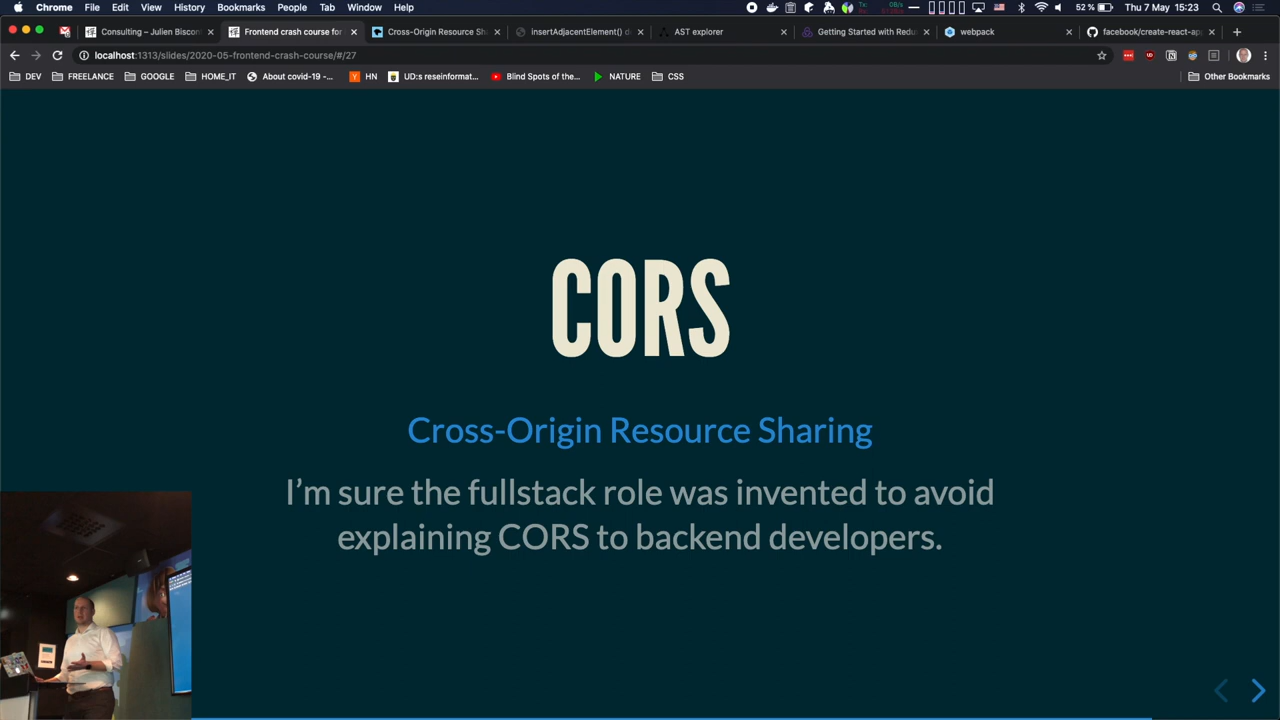 Chrome File Edit View History Bookmarks People Tab Window Help 52 % Thu 7 May 15:23
Consulting – Julien Biscon
Frontend crash course for
Cross-Origin Resource Sh
insertAdjacentElement() d
AST explorer
Getting Started with Redu
webpack
facebook/create-react-ap
localhost:1313/slides/2020-05-frontend-crash-course/#/27
DEV FREELANCE GOOGLE HOME_IT About covid-19 -... HN UD:s reseinformat... Blind Spots of the... NATURE CSS Other Bookmarks
CORS
Cross-Origin Resource Sharing
I'm sure the fullstack role was invented to avoid
explaining CORS to backend developers.